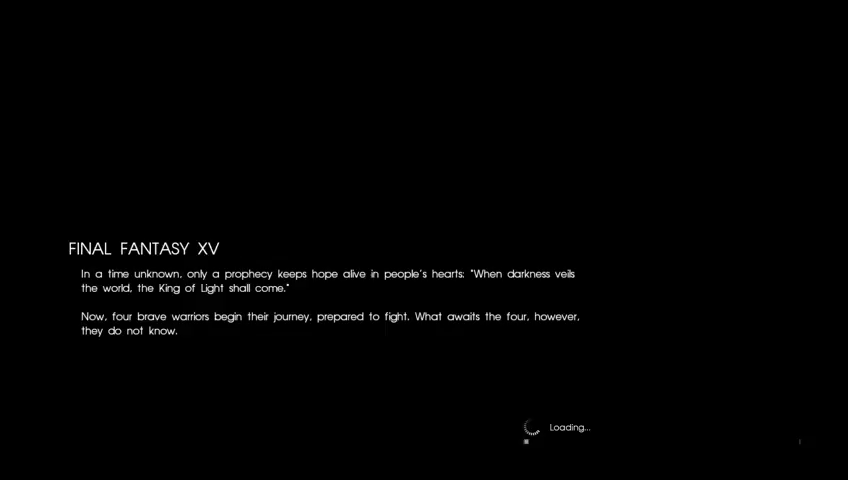 FINAL FANTASY XV
In a time unknown, only a prophecy keeps hope alive in people's hearts: "When darkness veils
the world, the King of Light shall come."
Now, four brave warriors begin their journey, prepared to fight. What awaits the four, however,
they do not know.
Loading...